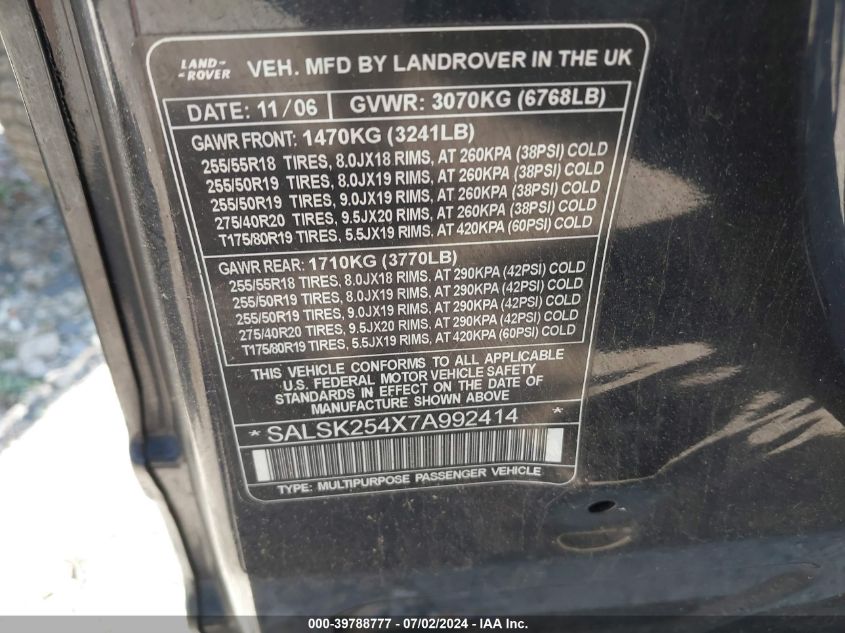 LAND-
-ROVER
VEH. MFD BY LANDROVER IN THE UK
DATE: 11/06 GVWR: 3070KG (6768LB)
GAWR FRONT: 1470KG (3241LB)
255/55R18 TIRES, 8.0JX18 RIMS, AT 260KPA (38PSI) COLD
255/50R19 TIRES, 8.0JX19 RIMS, AT 260KPA (38PSI) COLD
255/50R19 TIRES, 9.0JX19 RIMS, AT 260KPA (38PSI) COLD
275/40R20 TIRES, 9.5JX20 RIMS, AT 260KPA (38PSI) COLD
T175/80R19 TIRES, 5.5JX19 RIMS, AT 420KPA (60PSI) COLD
GAWR REAR: 1710KG (3770LB)
255/55R18 TIRES, 8.0JX18 RIMS, AT 290KPA (42PSI) COLD
255/50R19 TIRES, 8.0JX19 RIMS, AT 290KPA (42PSI) COLD
255/50R19 TIRES, 9.0JX19 RIMS, AT 290KPA (42PSI) COLD
275/40R20 TIRES, 9.5JX20 RIMS, AT 290KPA (42PSI) COLD
T175/80R19 TIRES, 5.5JX19 RIMS, AT 420KPA (60PSI) COLD
THIS VEHICLE CONFORMS TO ALL APPLICABLE
U.S. FEDERAL MOTOR VEHICLE SAFETY
STANDARDS IN EFFECT ON THE DATE OF
MANUFACTURE SHOWN ABOVE
* SALSK254X7A992414 *
TYPE: MULTIPURPOSE PASSENGER VEHICLE
000-39788777 - 07/02/2024 - IAA Inc.